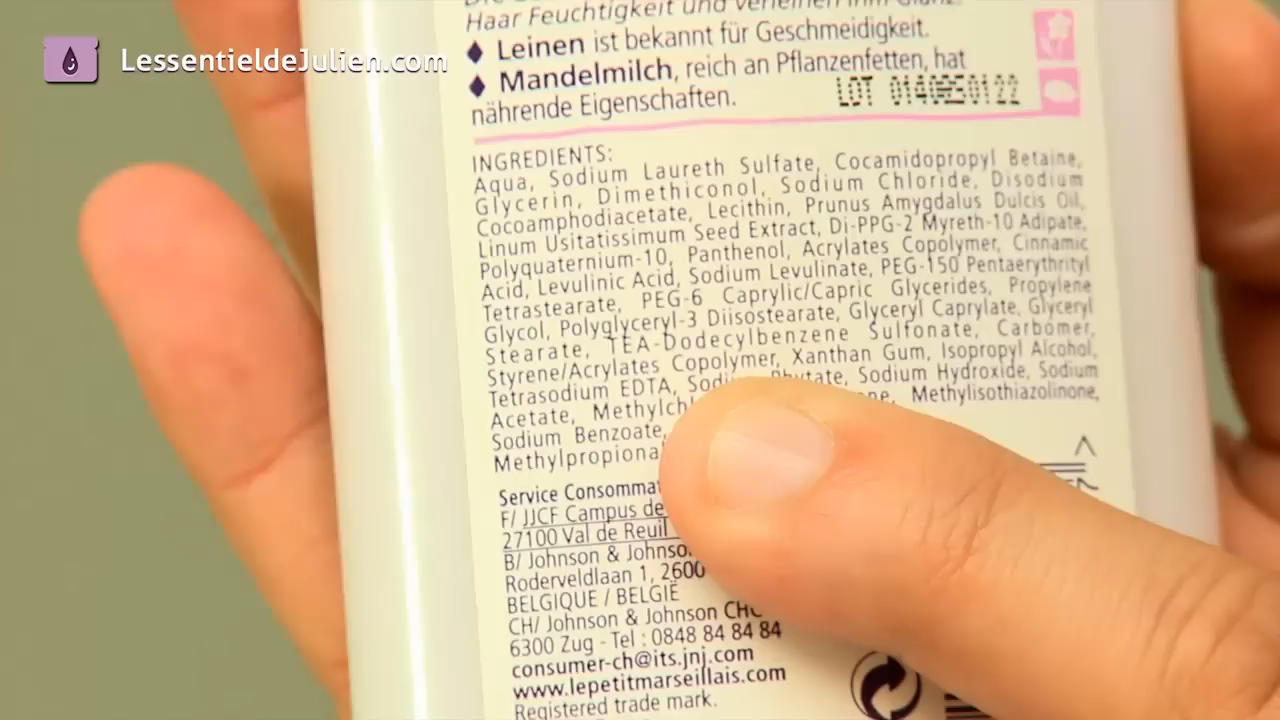 LessentieldeJulien.com
Haar Feuchtigkeit und verleihen ihm Glanz.
♦ Leinen ist bekannt für Geschmeidigkeit.
♦ Mandelmilch, reich an Pflanzenfetten, hat
nährende Eigenschaften.
LOT
INGREDIENTS:
Aqua, Sodium Laureth Sulfate, Cocamidopropyl Betaine,
Glycerin, Dimethiconol, Sodium Chloride, Disodium
Cocoamphodiacetate, Lecithin, Prunus Amygdalus Dulcis Oil,
Linum Usitatissimum Seed Extract, Di-PPG-2 Myreth-10 Adipate,
Polyquaternium-10, Panthenol, Acrylates Copolymer, Cinnamic
Acid, Levulinic Acid, Sodium Levulinate, PEG-150 Pentaerythrityl
Tetrastearate, PEG-6 Caprylic/Capric Glycerides, Propylene
Glycol, Polyglyceryl-3 Diisostearate, Glyceryl Caprylate, Glyceryl
Stearate, TEA-Dodecylbenzene Sulfonate, Carbomer,
Styrene/Acrylates Copolymer, Xanthan Gum, Isopropyl Alcohol,
Tetrasodium EDTA, Sodium Phytate, Sodium Hydroxide, Sodium
Acetate, Methylch ne, Methylisothiazolinone,
Sodium Benzoate,
Methylpropiona
Service Consommat
F/ JJCF Campus de
27100 Val de Reuil
B/ Johnson & Johnso
Roderveldlaan 1, 2600
BELGIQUE / BELGIË
CH/ Johnson & Johnson CHC
6300 Zug - Tel : 0848 84 84 84
consumer-ch@its.jnj.com
www.lepetitmarseillais.com
Registered trade mark.